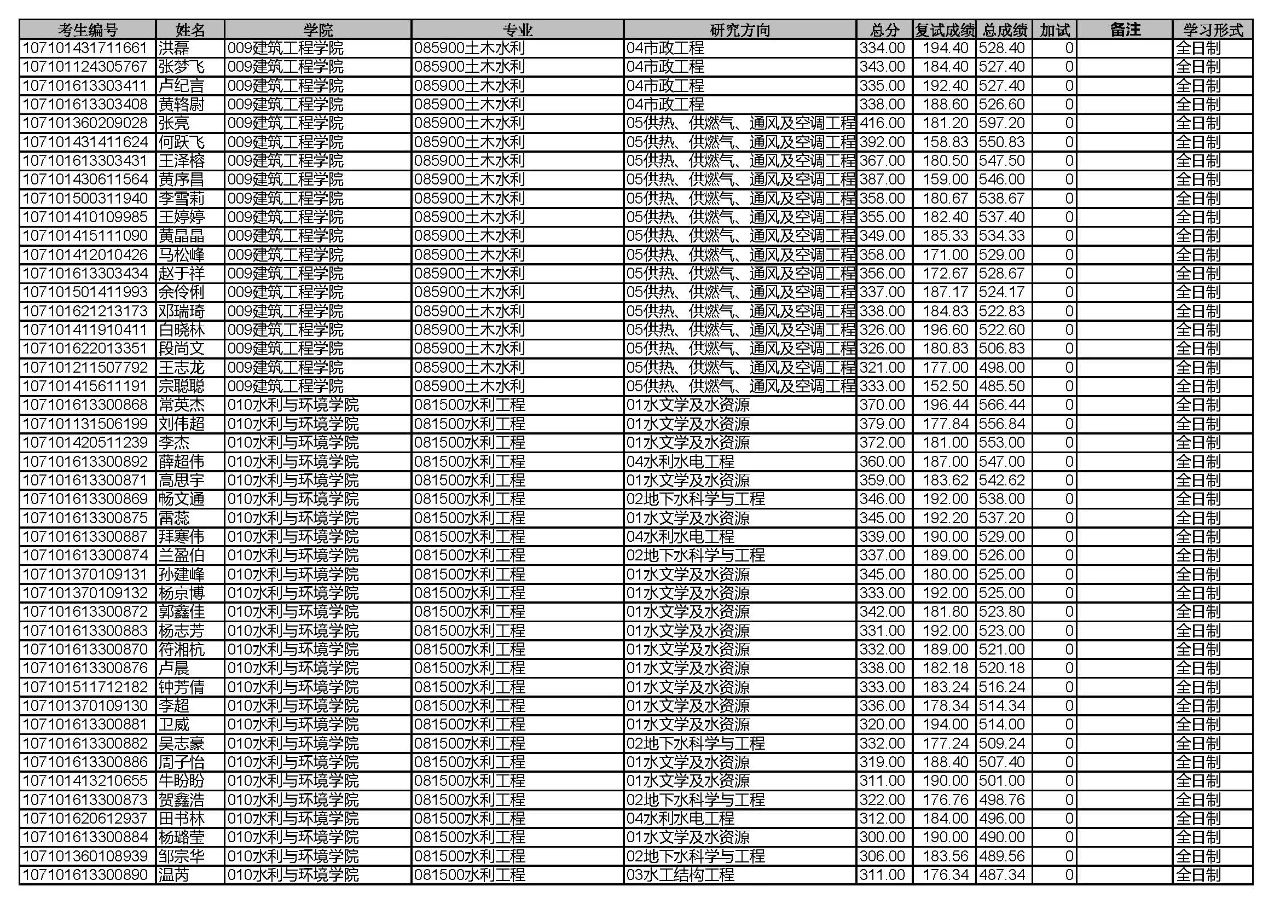 考生编号 姓名 学院 专业 研究方向 总分 复试成绩 总成绩 加试 备注 学习形式
107101431711661 洪磊 009建筑工程学院 085900土木水利 04市政工程 334.00 194.40 528.40 0 全日制
107101124305767 张梦飞 009建筑工程学院 085900土木水利 04市政工程 343.00 184.40 527.40 0 全日制
107101613303411 卢纪言 009建筑工程学院 085900土木水利 04市政工程 335.00 192.40 527.40 0 全日制
107101613303408 黄辂尉 009建筑工程学院 085900土木水利 04市政工程 338.00 188.60 526.60 0 全日制
107101360209028 张亮 009建筑工程学院 085900土木水利 05供热、供燃气、通风及空调工程 416.00 181.20 597.20 0 全日制
107101431411624 何跃飞 009建筑工程学院 085900土木水利 05供热、供燃气、通风及空调工程 392.00 158.83 550.83 0 全日制
107101613303431 王泽榕 009建筑工程学院 085900土木水利 05供热、供燃气、通风及空调工程 367.00 180.50 547.50 0 全日制
107101430611564 黄序昌 009建筑工程学院 085900土木水利 05供热、供燃气、通风及空调工程 387.00 159.00 546.00 0 全日制
107101500311940 李雪莉 009建筑工程学院 085900土木水利 05供热、供燃气、通风及空调工程 358.00 180.67 538.67 0 全日制
107101410109985 王婷婷 009建筑工程学院 085900土木水利 05供热、供燃气、通风及空调工程 355.00 182.40 537.40 0 全日制
107101415111090 黄晶晶 009建筑工程学院 085900土木水利 05供热、供燃气、通风及空调工程 349.00 185.33 534.33 0 全日制
107101412010426 马松峰 009建筑工程学院 085900土木水利 05供热、供燃气、通风及空调工程 358.00 171.00 529.00 0 全日制
107101613303434 赵于祥 009建筑工程学院 085900土木水利 05供热、供燃气、通风及空调工程 356.00 172.67 528.67 0 全日制
107101501411993 余伶俐 009建筑工程学院 085900土木水利 05供热、供燃气、通风及空调工程 337.00 187.17 524.17 0 全日制
107101621213173 邓瑞琦 009建筑工程学院 085900土木水利 05供热、供燃气、通风及空调工程 338.00 184.83 522.83 0 全日制
107101411910411 白晓林 009建筑工程学院 085900土木水利 05供热、供燃气、通风及空调工程 326.00 196.60 522.60 0 全日制
107101622013351 段尚文 009建筑工程学院 085900土木水利 05供热、供燃气、通风及空调工程 326.00 180.83 506.83 0 全日制
107101211507792 王志龙 009建筑工程学院 085900土木水利 05供热、供燃气、通风及空调工程 321.00 177.00 498.00 0 全日制
107101415611191 宗聪聪 009建筑工程学院 085900土木水利 05供热、供燃气、通风及空调工程 333.00 152.50 485.50 0 全日制
107101613300868 常英杰 010水利与环境学院 081500水利工程 01水文学及水资源 370.00 196.44 566.44 0 全日制
107101131506199 刘伟超 010水利与环境学院 081500水利工程 01水文学及水资源 379.00 177.84 556.84 0 全日制
107101420511239 李杰 010水利与环境学院 081500水利工程 01水文学及水资源 372.00 181.00 553.00 0 全日制
107101613300892 薛超伟 010水利与环境学院 081500水利工程 04水利水电工程 360.00 187.00 547.00 0 全日制
107101613300871 高思宇 010水利与环境学院 081500水利工程 01水文学及水资源 359.00 183.62 542.62 0 全日制
107101613300869 畅文通 010水利与环境学院 081500水利工程 02地下水科学与工程 346.00 192.00 538.00 0 全日制
107101613300875 雷蕊 010水利与环境学院 081500水利工程 01水文学及水资源 345.00 192.20 537.20 0 全日制
107101613300887 拜寒伟 010水利与环境学院 081500水利工程 04水利水电工程 339.00 190.00 529.00 0 全日制
107101613300874 兰盈伯 010水利与环境学院 081500水利工程 02地下水科学与工程 337.00 189.00 526.00 0 全日制
107101370109131 孙建峰 010水利与环境学院 081500水利工程 01水文学及水资源 345.00 180.00 525.00 0 全日制
107101370109132 杨京博 010水利与环境学院 081500水利工程 01水文学及水资源 333.00 192.00 525.00 0 全日制
107101613300872 郭鑫佳 010水利与环境学院 081500水利工程 01水文学及水资源 342.00 181.80 523.80 0 全日制
107101613300883 杨志芳 010水利与环境学院 081500水利工程 01水文学及水资源 331.00 192.00 523.00 0 全日制
107101613300870 符湘杭 010水利与环境学院 081500水利工程 01水文学及水资源 332.00 189.00 521.00 0 全日制
107101613300876 卢晨 010水利与环境学院 081500水利工程 01水文学及水资源 338.00 182.18 520.18 0 全日制
107101511712182 钟芳倩 010水利与环境学院 081500水利工程 01水文学及水资源 333.00 183.24 516.24 0 全日制
107101370109130 李超 010水利与环境学院 081500水利工程 01水文学及水资源 336.00 178.34 514.34 0 全日制
107101613300881 卫威 010水利与环境学院 081500水利工程 01水文学及水资源 320.00 194.00 514.00 0 全日制
107101613300882 吴志豪 010水利与环境学院 081500水利工程 02地下水科学与工程 332.00 177.24 509.24 0 全日制
107101613300886 周子怡 010水利与环境学院 081500水利工程 01水文学及水资源 319.00 188.40 507.40 0 全日制
107101413210655 牛盼盼 010水利与环境学院 081500水利工程 01水文学及水资源 311.00 190.00 501.00 0 全日制
107101613300873 贺鑫浩 010水利与环境学院 081500水利工程 02地下水科学与工程 322.00 176.76 498.76 0 全日制
107101620612937 田书林 010水利与环境学院 081500水利工程 04水利水电工程 312.00 184.00 496.00 0 全日制
107101613300884 杨璐莹 010水利与环境学院 081500水利工程 01水文学及水资源 300.00 190.00 490.00 0 全日制
107101360108939 邹宗华 010水利与环境学院 081500水利工程 02地下水科学与工程 306.00 183.56 489.56 0 全日制
107101613300890 温芮 010水利与环境学院 081500水利工程 03水工结构工程 311.00 176.34 487.34 0 全日制